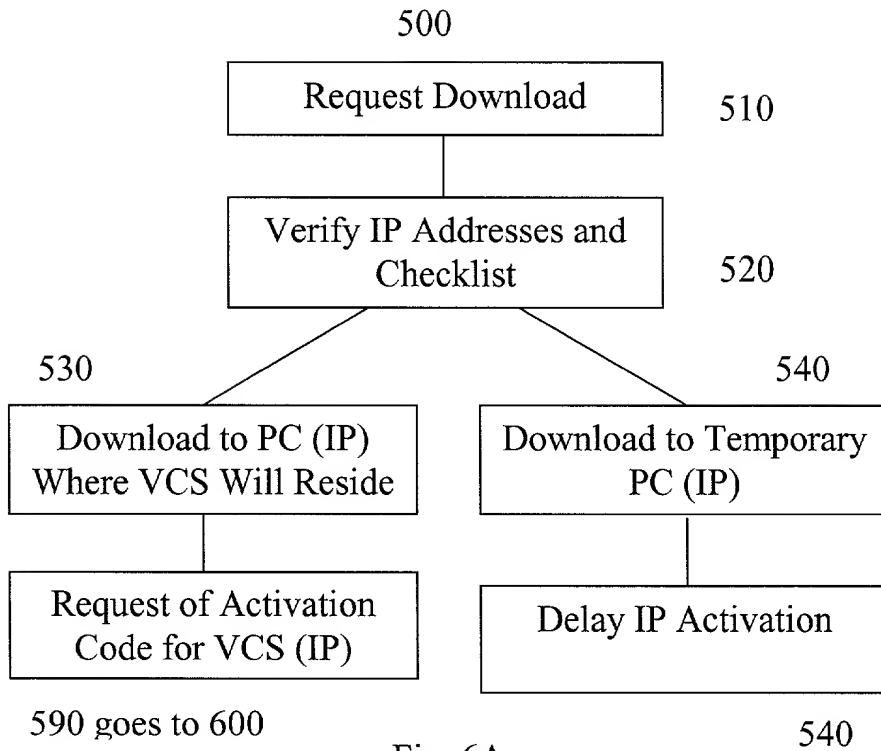 500
Request Download
510
Verify IP Addresses and
Checklist
520
530
540
Download to PC (IP)
Where VCS Will Reside
Download to Temporary
PC (IP)
Request of Activation
Code for VCS (IP)
Delay IP Activation
590 goes to 600
540
Fig. 6A